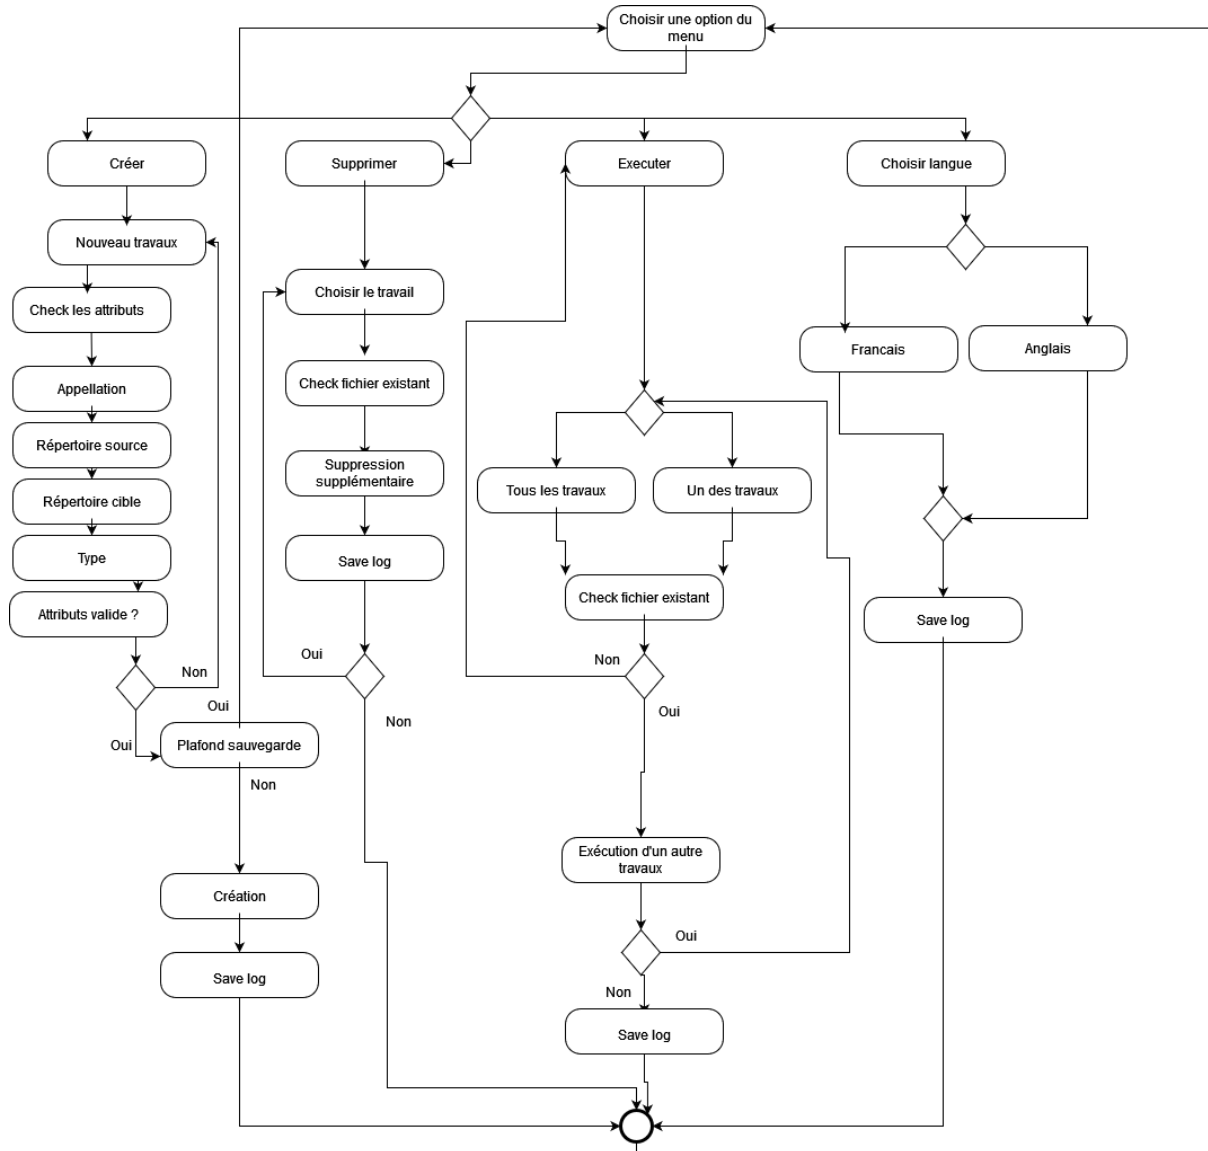 Choisir une option du
menu
Créer
Supprimer
Executer
Choisir langue
Nouveau travaux
Check les attributs
Choisir le travail
Francais
Anglais
Appellation
Check fichier existant
Répertoire source
Suppression
supplémentaire
Tous les travaux
Un des travaux
Répertoire cible
Type
Save log
Check fichier existant
Attributs valide ?
Save log
Non
Oui
Non
Oui
Non
Oui
Oui
Plafond sauvegarde
Non
Exécution d'un autre
travaux
Création
Oui
Save log
Non
Save log